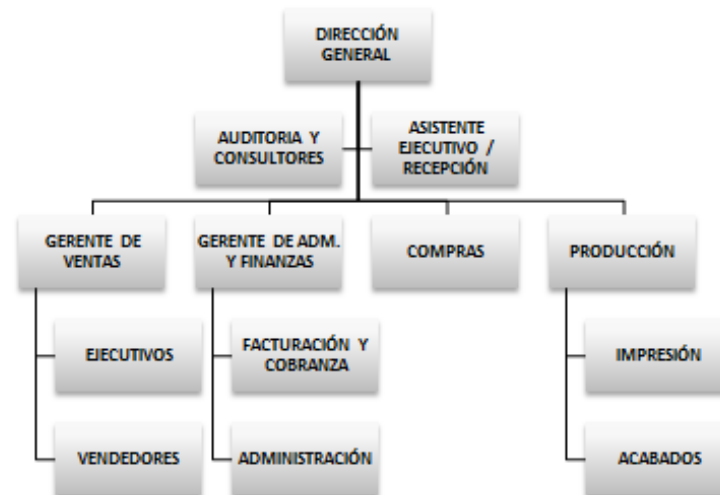 DIRECCIÓN
GENERAL
AUDITORIA Y
CONSULTORES
ASISTENTE
EJECUTIVO /
RECEPCIÓN
GERENTE DE
VENTAS
GERENTE DE ADM.
Y FINANZAS
COMPRAS
PRODUCCIÓN
EJECUTIVOS
FACTURACIÓN Y
COBRANZA
IMPRESIÓN
VENDEDORES
ADMINISTRACIÓN
ACABADOS